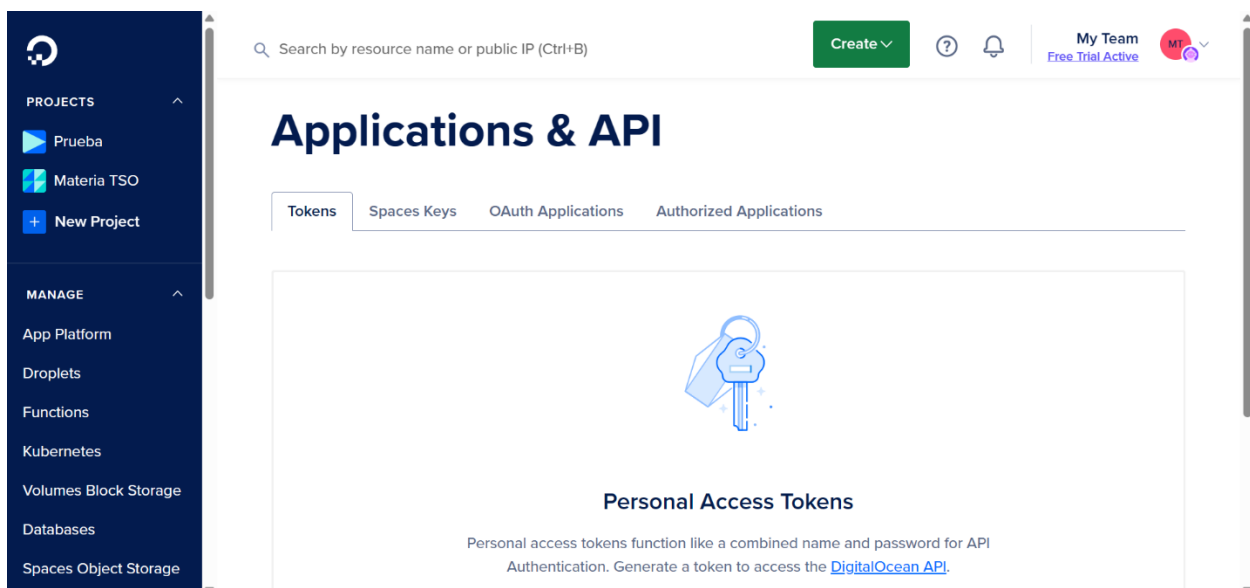 PROJECTS
Prueba
Materia TSO
+ New Project
MANAGE
App Platform
Droplets
Functions
Kubernetes
Volumes Block Storage
Databases
Spaces Object Storage
Search by resource name or public IP (Ctrl+B)
Create
?
My Team
Free Trial Active
MT
Applications & API
Tokens Spaces Keys OAuth Applications Authorized Applications
Personal Access Tokens
Personal access tokens function like a combined name and password for API
Authentication. Generate a token to access the DigitalOcean API.